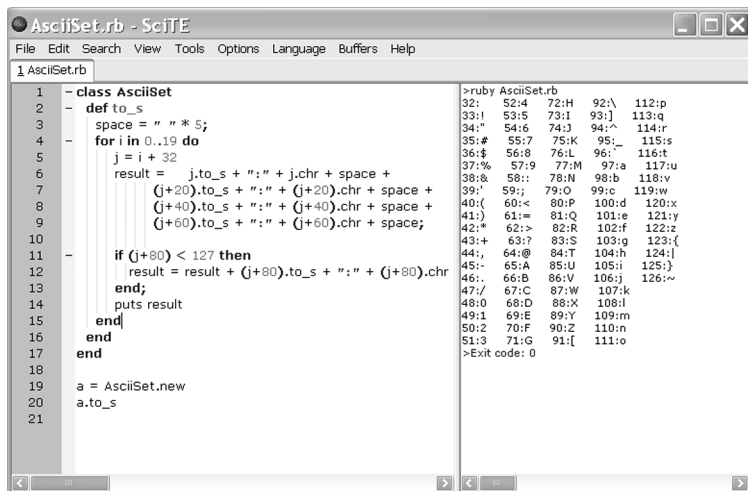 AsciiSet.rb - SciTE
File Edit Search View Tools Options Language Buffers Help
1 AsciiSet.rb
1 class AsciiSet
2 def to_s
3 space = " " * 5;
4 for i in 0..19 do
5 j = i + 32
6 result = j.to_s + ":" + j.chr + space +
7 (j+20).to_s + ":" + (j+20).chr + space +
8 (j+40).to_s + ":" + (j+40).chr + space +
9 (j+60).to_s + ":" + (j+60).chr + space;
10
11 if (j+80) < 127 then
12 result = result + (j+80).to_s + ":" + (j+80).chr
13 end;
14 puts result
15 end
16 end
17 end
18
19 a = AsciiSet.new
20 a.to_s
21
>ruby AsciiSet.rb
32: 52:4 72:H 92:\ 112:p
33:! 53:5 73:I 93:] 113:q
34:" 54:6 74:J 94:^ 114:r
35:# 55:7 75:K 95:_ 115:s
36:$ 56:8 76:L 96:` 116:t
37:% 57:9 77:M 97:a 117:u
38:& 58:: 78:N 98:b 118:v
39:' 59:; 79:O 99:c 119:w
40:( 60:< 80:P 100:d 120:x
41:) 61:= 81:Q 101:e 121:y
42:* 62:> 82:R 102:f 122:z
43:+ 63:? 83:S 103:g 123:{
44:, 64:@ 84:T 104:h 124:|
45:- 65:A 85:U 105:i 125:}
46:. 66:B 86:V 106:j 126:~
47:/ 67:C 87:W 107:k
48:0 68:D 88:X 108:l
49:1 69:E 89:Y 109:m
50:2 70:F 90:Z 110:n
51:3 71:G 91:[ 111:o
>Exit code: 0